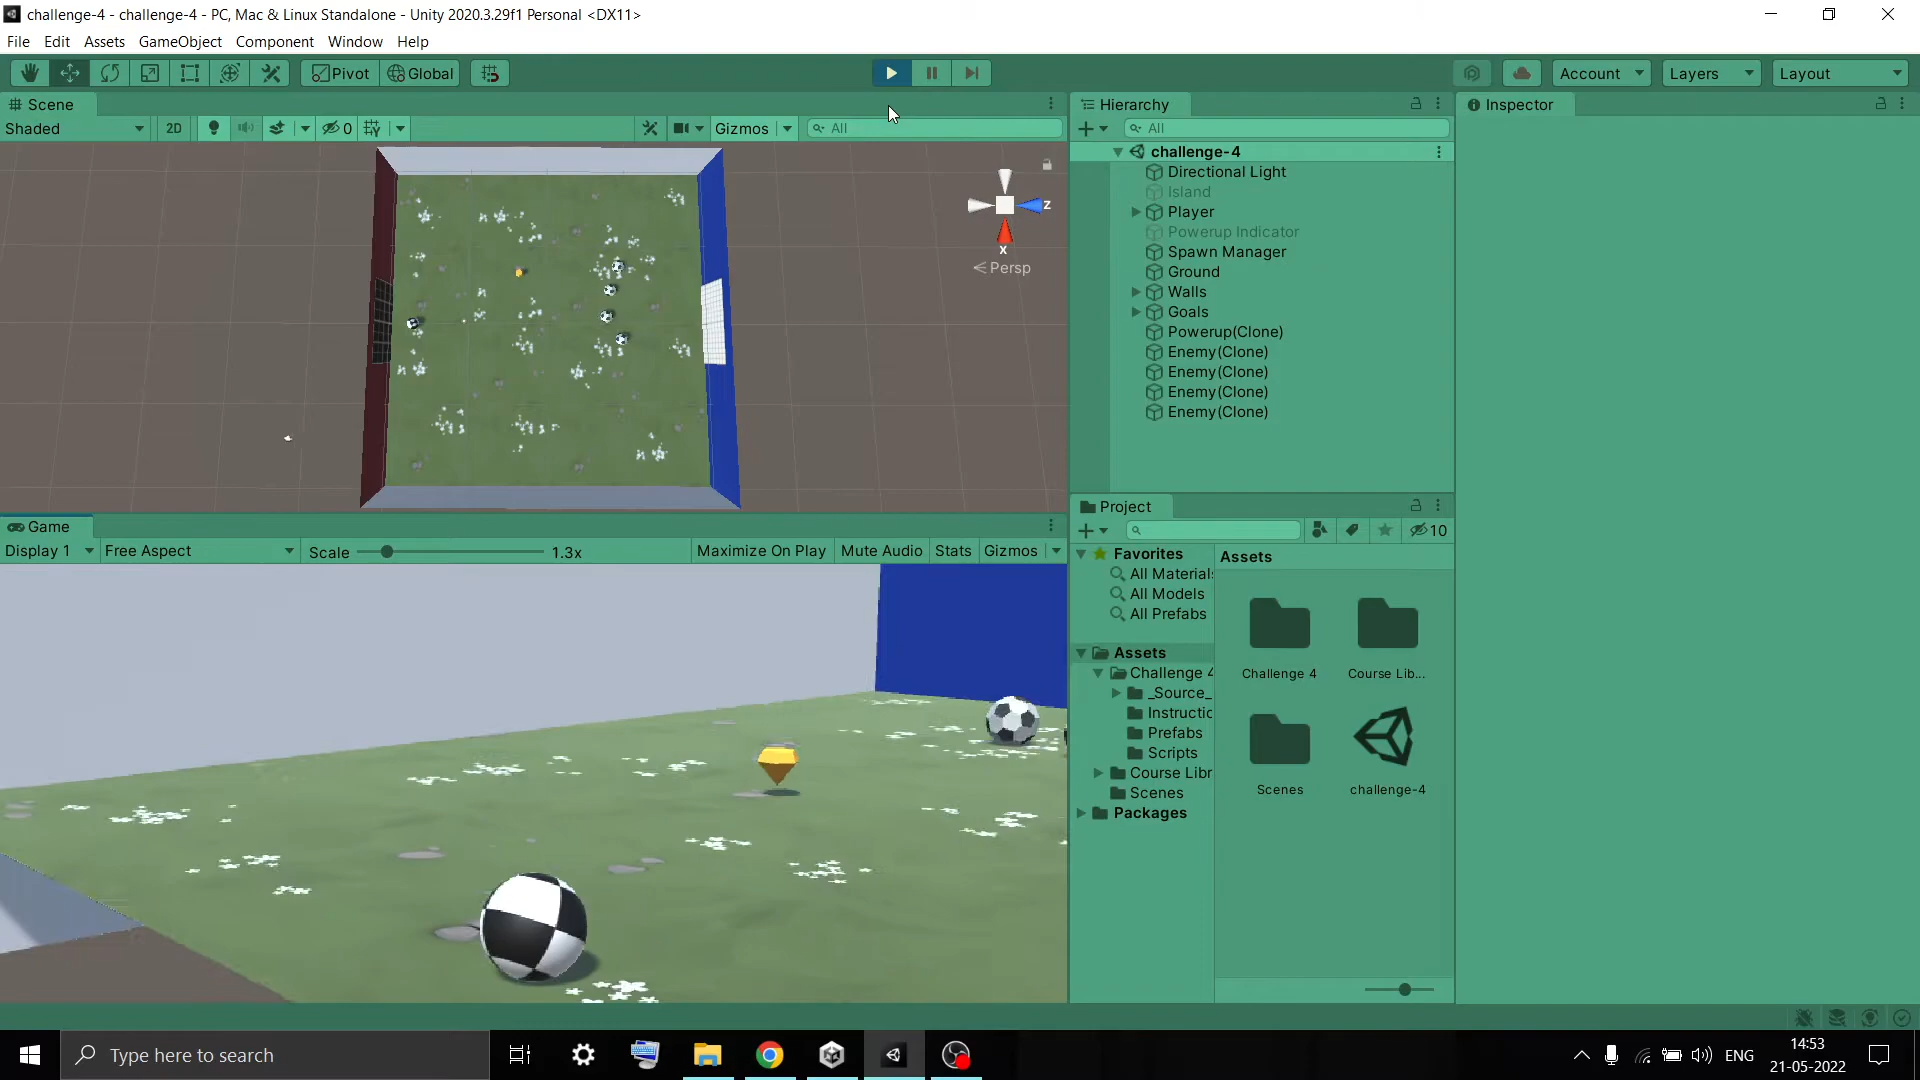 challenge-4 - challenge-4 - PC, Mac & Linux Standalone - Unity 2020.3.29f1 Personal <DX11>
File Edit Assets GameObject Component Window Help
Pivot Global Account Layers Layout
Scene
Shaded 2D 0 Gizmos All
z
x
Persp
Hierarchy
All
challenge-4
Directional Light
Island
Player
Powerup Indicator
Spawn Manager
Ground
Walls
Goals
Powerup(Clone)
Enemy(Clone)
Enemy(Clone)
Enemy(Clone)
Enemy(Clone)
Inspector
Game
Display 1 Free Aspect Scale 1.3x Maximize On Play Mute Audio Stats Gizmos
Project
10
Favorites
All Materials
All Models
All Prefabs
Assets
Challenge 4
_Source_
Instructic
Prefabs
Scripts
Course Libr
Scenes
Packages
Assets
Challenge 4 Course Lib...
Scenes challenge-4
Type here to search
ENG
14:53
21-05-2022